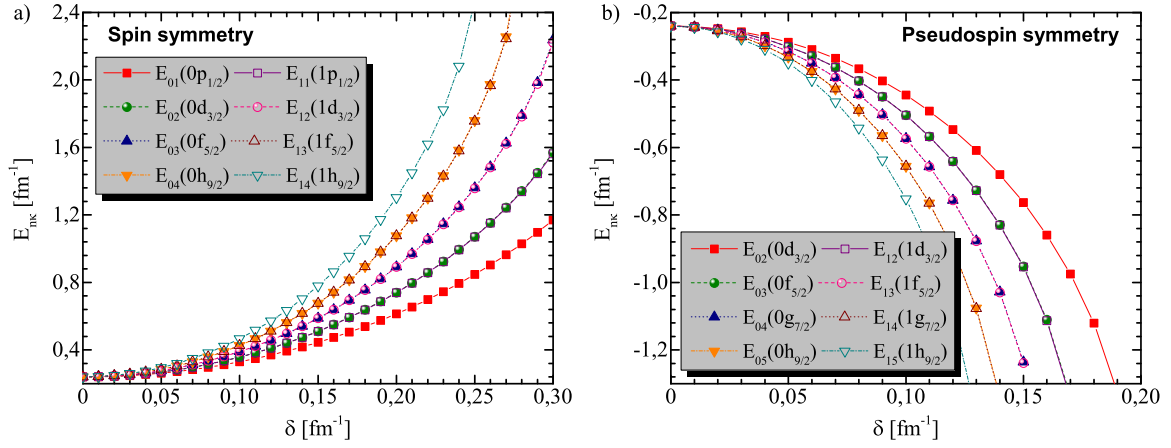 a)
Spin symmetry
E₀₁(0p₁/₂) E₁₁(1p₁/₂)
E₀₂(0d₃/₂) E₁₂(1d₃/₂)
E₀₃(0f₅/₂) E₁₃(1f₅/₂)
E₀₄(0h₉/₂) E₁₄(1h₉/₂)
2,4
2,0
1,6
1,2
0,8
0,4
Eₙκ [fm⁻¹]
0,00 0,05 0,10 0,15 0,20 0,25 0,30
δ [fm⁻¹]
b)
Pseudospin symmetry
-0,2
-0,4
-0,6
-0,8
-1,0
-1,2
Eₙκ [fm⁻¹]
E₀₂(0d₃/₂) E₁₂(1d₃/₂)
E₀₃(0f₅/₂) E₁₃(1f₅/₂)
E₀₄(0g₇/₂) E₁₄(1g₇/₂)
E₀₅(0h₉/₂) E₁₅(1h₉/₂)
0,00 0,05 0,10 0,15 0,20
δ [fm⁻¹]